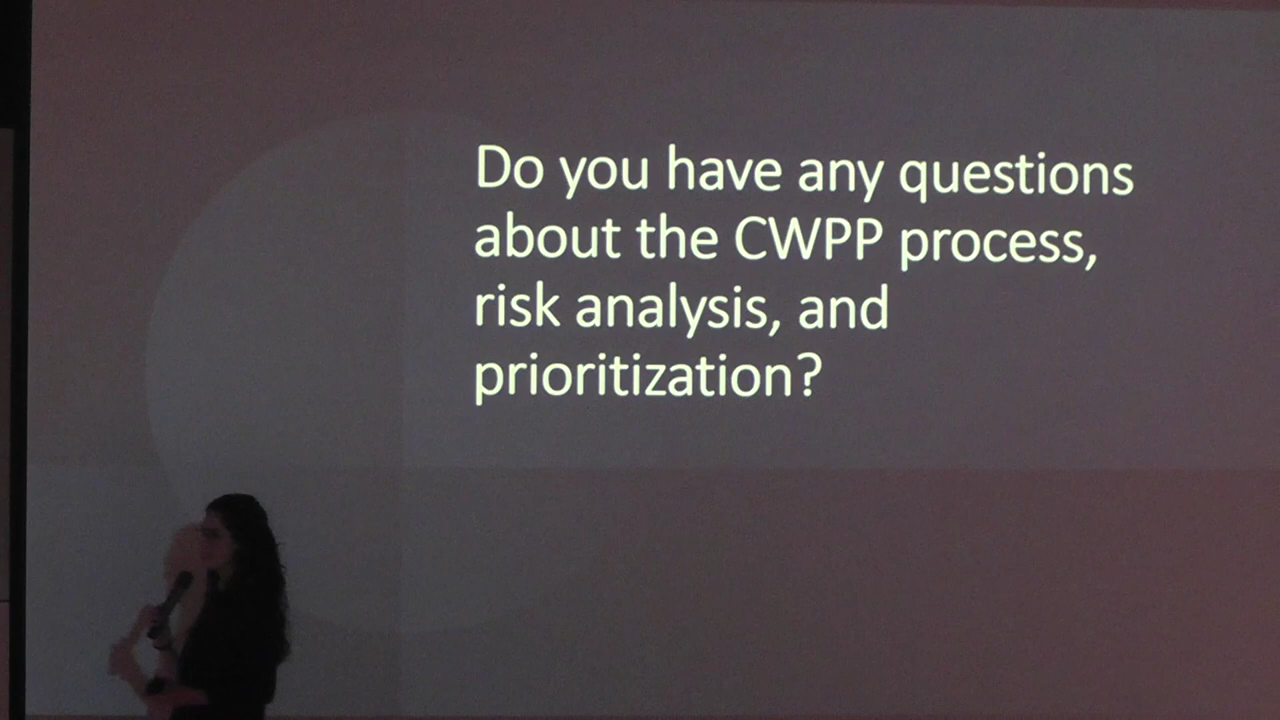 Do you have any questions
about the CWPP process,
risk analysis, and
prioritization?